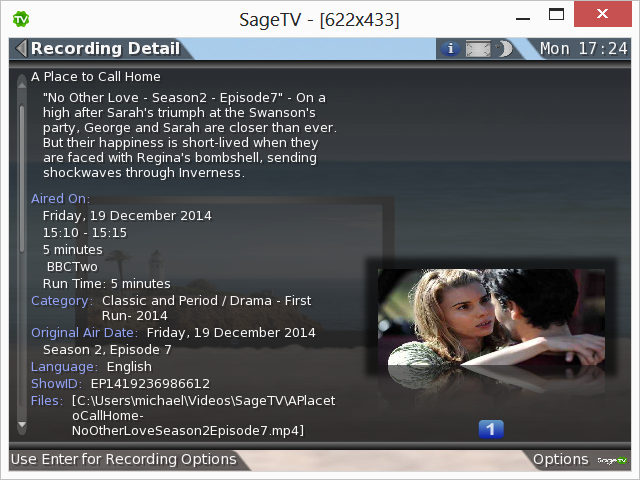 SageTV - [622x433]
Recording Detail
i
Mon 17:24
A Place to Call Home
"No Other Love - Season2 - Episode7" - On a
high after Sarah's triumph at the Swanson's
party, George and Sarah are closer than ever.
But their happiness is short-lived when they
are faced with Regina's bombshell, sending
shockwaves through Inverness.
Aired On:
Friday, 19 December 2014
15:10 - 15:15
5 minutes
BBCTwo
Run Time: 5 minutes
Category: Classic and Period / Drama - First
Run- 2014
Original Air Date: Friday, 19 December 2014
Season 2, Episode 7
Language: English
ShowID: EP1419236986612
Files: [C:\Users\michael\Videos\SageTV\APlacet
oCallHome-
NoOtherLoveSeason2Episode7.mp4]
1
Use Enter for Recording Options
Options SageTV